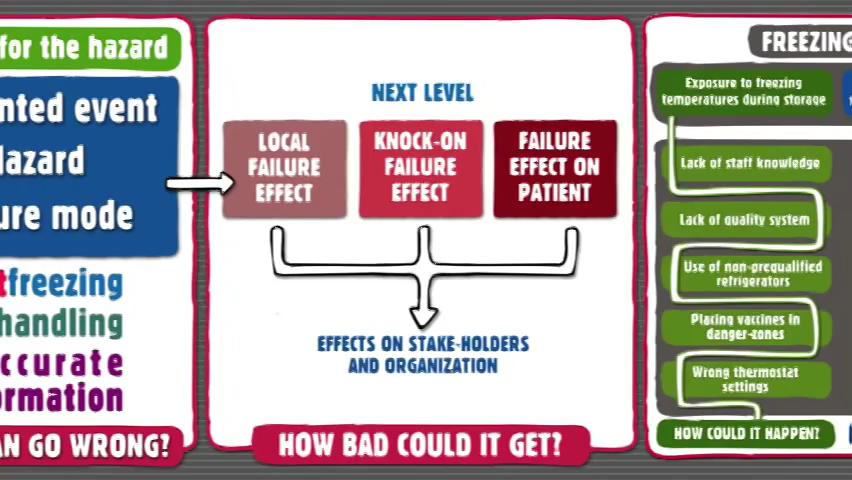 for the hazard
nted event
azard
ure mode
freezing
handling
ccurate
ormation
AN GO WRONG?
NEXT LEVEL
LOCAL
FAILURE
EFFECT
KNOCK-ON
FAILURE
EFFECT
FAILURE
EFFECT ON
PATIENT
EFFECTS ON STAKE-HOLDERS
AND ORGANIZATION
HOW BAD COULD IT GET?
FREEZING
Exposure to freezing
temperatures during storage
Lack of staff knowledge
Lack of quality system
Use of non-prequalified
refrigerators
Placing vaccines in
danger-zones
Wrong thermostat
settings
HOW COULD IT HAPPEN?